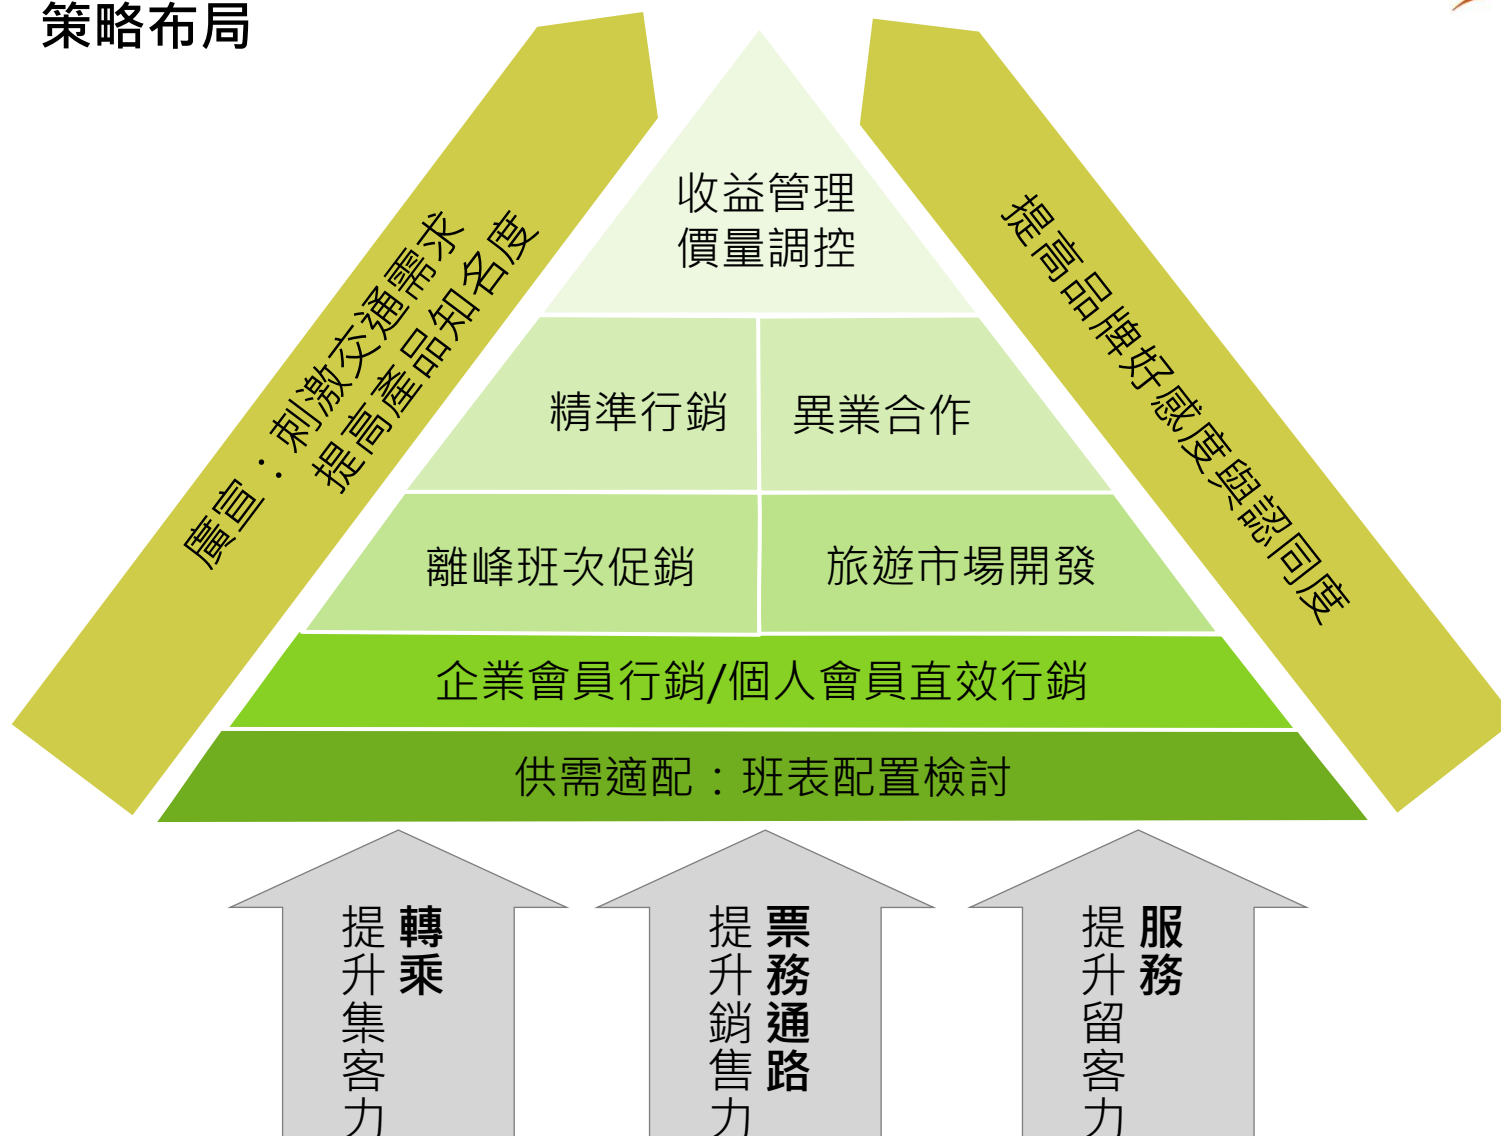 策略布局
收益管理
價量調控
廣宣：刺激交通需求
提高產品知名度
提高品牌好感度與認同度
精準行銷
異業合作
離峰班次促銷
旅遊市場開發
企業會員行銷/個人會員直效行銷
供需適配：班表配置檢討
轉乘
提升集客力
票務通路
提升銷售力
服務
提升留客力